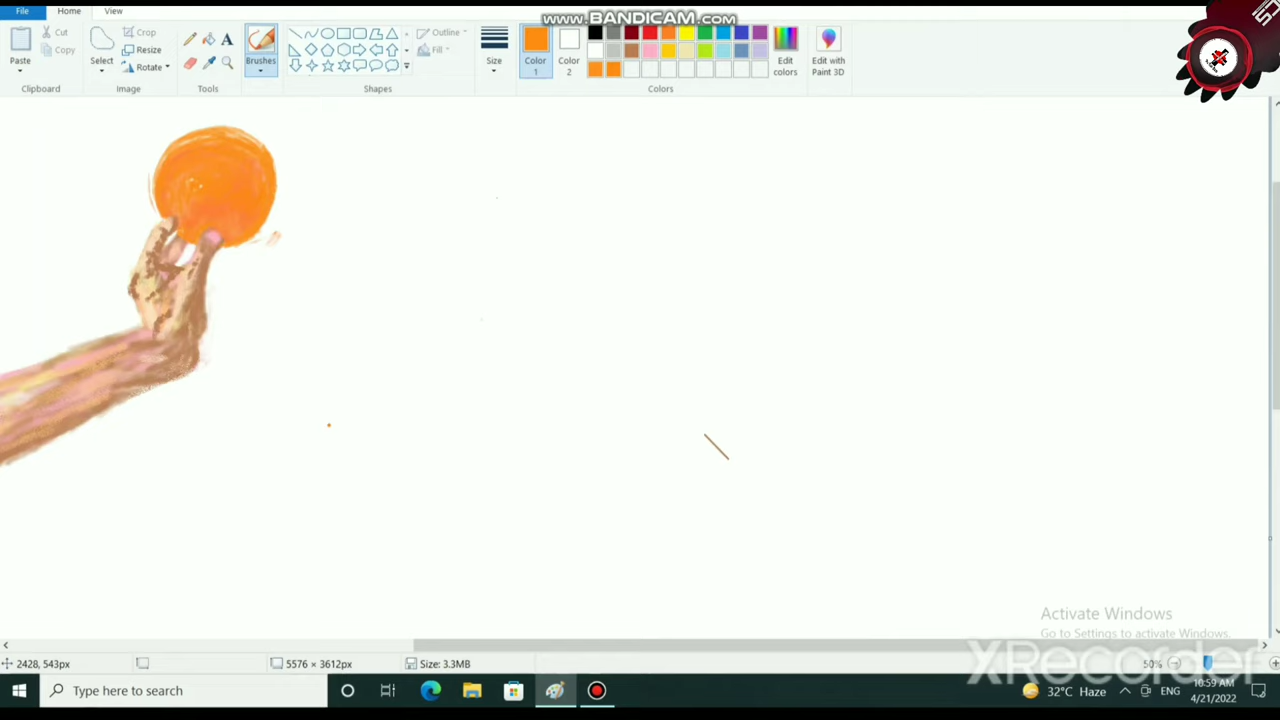 www.BANDICAM.com
File
Home
View
Paste
Cut
Copy
Clipboard
Select
Crop
Resize
Rotate
Image
Tools
Brushes
Shapes
Outline
Fill
Size
Color
1
Color
2
Colors
Edit
colors
Edit with
Paint 3D
Activate Windows
Go to Settings to activate Windows.
XRecorder
2428, 543px
5576 × 3612px
Size: 3.3MB
50%
Type here to search
32°C Haze
ENG
10:59 AM
4/21/2022